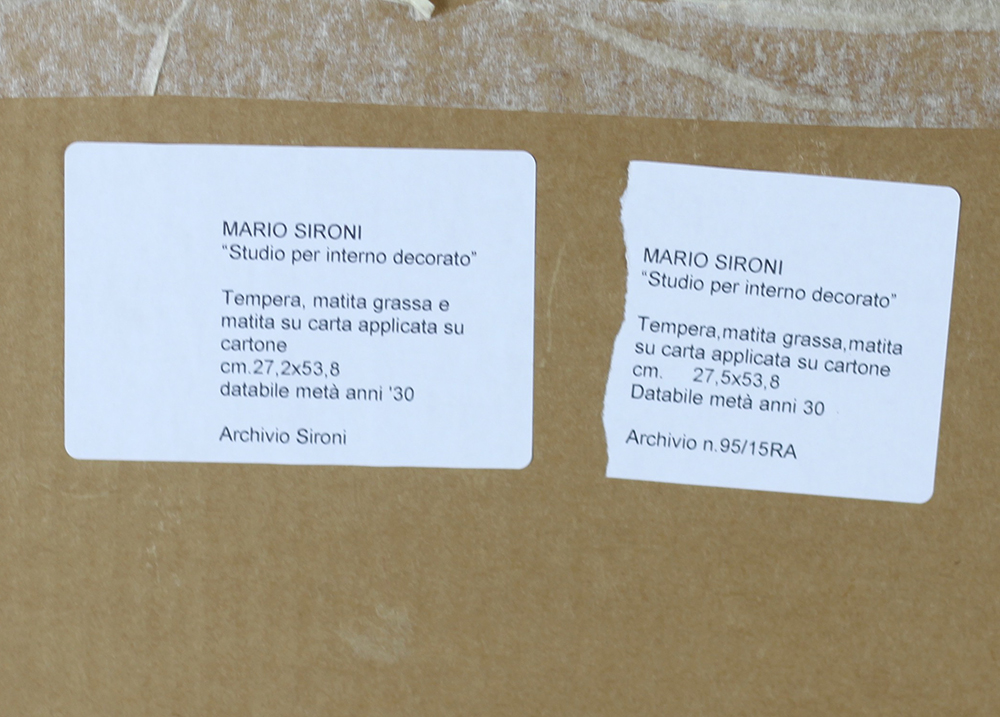 MARIO SIRONI
“Studio per interno decorato”
Tempera, matita grassa e
matita su carta applicata su
cartone
cm.27,2x53,8
databile metà anni '30
Archivio Sironi
MARIO SIRONI
“Studio per interno decorato”
Tempera,matita grassa,matita
su carta applicata su cartone
cm. 27,5x53,8
Databile metà anni 30
Archivio n.95/15RA